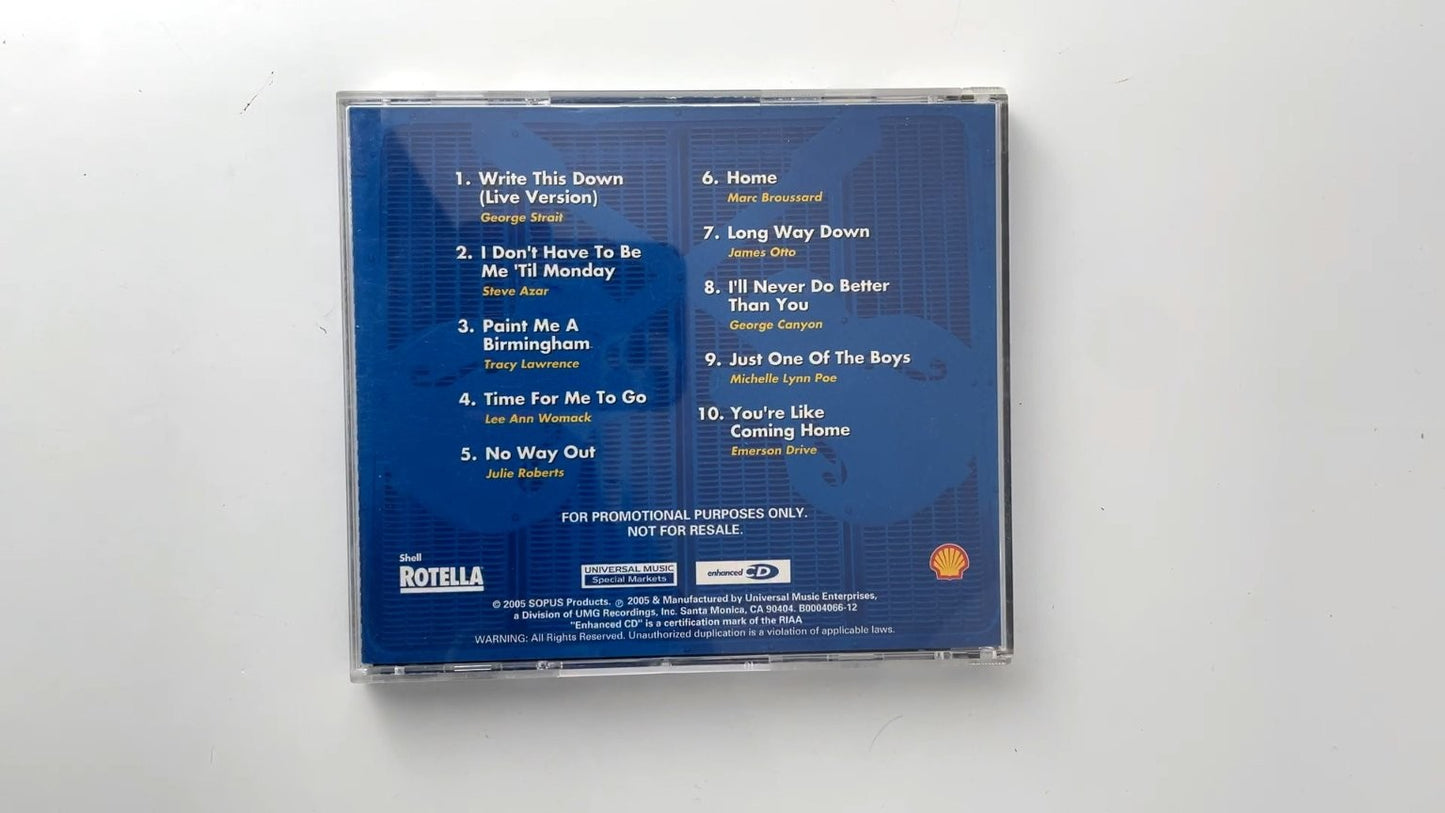 1. Write This Down
(Live Version)
George Strait
2. I Don't Have To Be
Me 'Til Monday
Steve Azar
3. Paint Me A
Birmingham
Tracy Lawrence
4. Time For Me To Go
Lee Ann Womack
5. No Way Out
Julie Roberts
6. Home
Marc Broussard
7. Long Way Down
James Otto
8. I'll Never Do Better
Than You
George Canyon
9. Just One Of The Boys
Michelle Lynn Poe
10. You're Like
Coming Home
Emerson Drive
FOR PROMOTIONAL PURPOSES ONLY.
NOT FOR RESALE.
Shell
ROTELLA
UNIVERSAL MUSIC
Special Markets
enhanced CD
© 2005 SOPUS Products. ℗ 2005 & Manufactured by Universal Music Enterprises,
a Division of UMG Recordings, Inc. Santa Monica, CA 90404. B0004066-12
"Enhanced CD" is a certification mark of the RIAA
WARNING: All Rights Reserved. Unauthorized duplication is a violation of applicable laws.